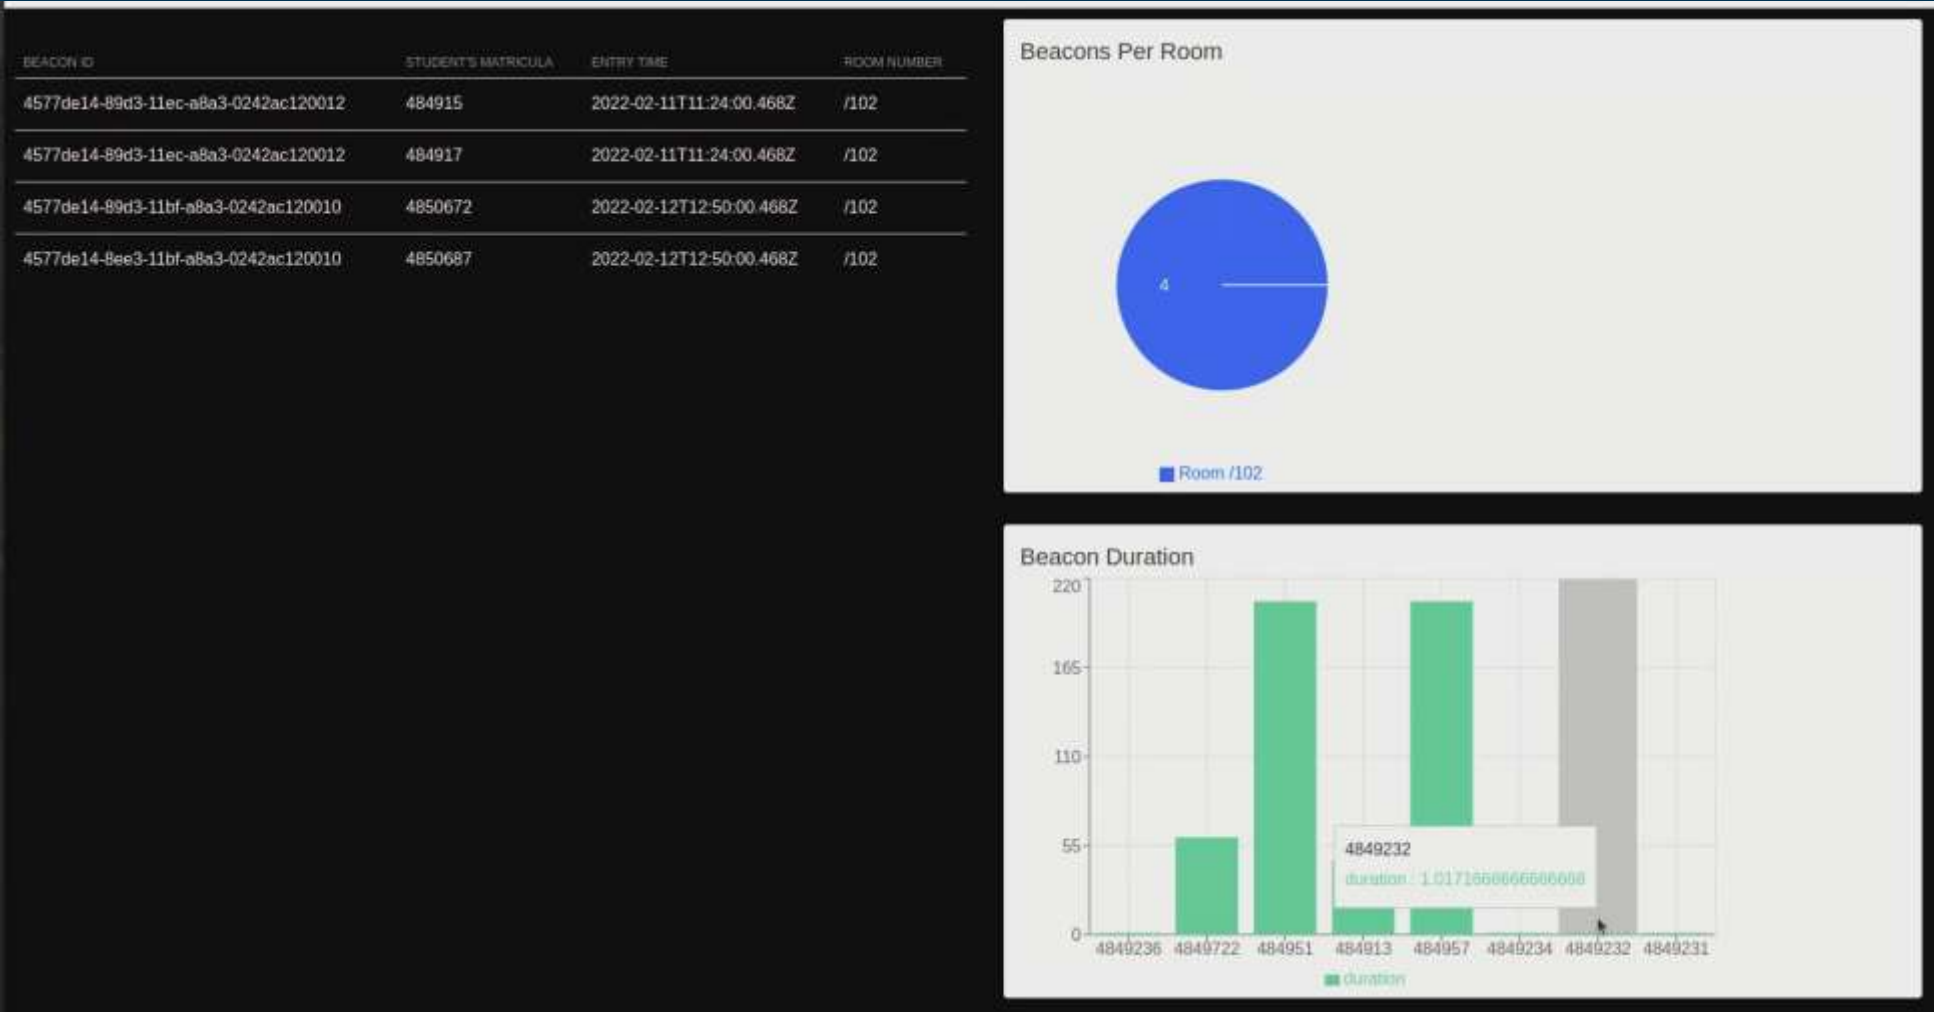 BEACON ID STUDENT'S MATRICULA ENTRY TIME ROOM NUMBER
4577de14-89d3-11ec-a8a3-0242ac120012 484915 2022-02-11T11:24:00.468Z /102
4577de14-89d3-11ec-a8a3-0242ac120012 484917 2022-02-11T11:24:00.468Z /102
4577de14-89d3-11bf-a8a3-0242ac120010 4850672 2022-02-12T12:50:00.468Z /102
4577de14-8ee3-11bf-a8a3-0242ac120010 4850687 2022-02-12T12:50:00.468Z /102
Beacons Per Room
4
Room /102
Beacon Duration
220
165
110
55
0
4849232
duration : 1.0171666666666668
4849236 4849722 484951 484913 484957 4849234 4849232 4849231
duration